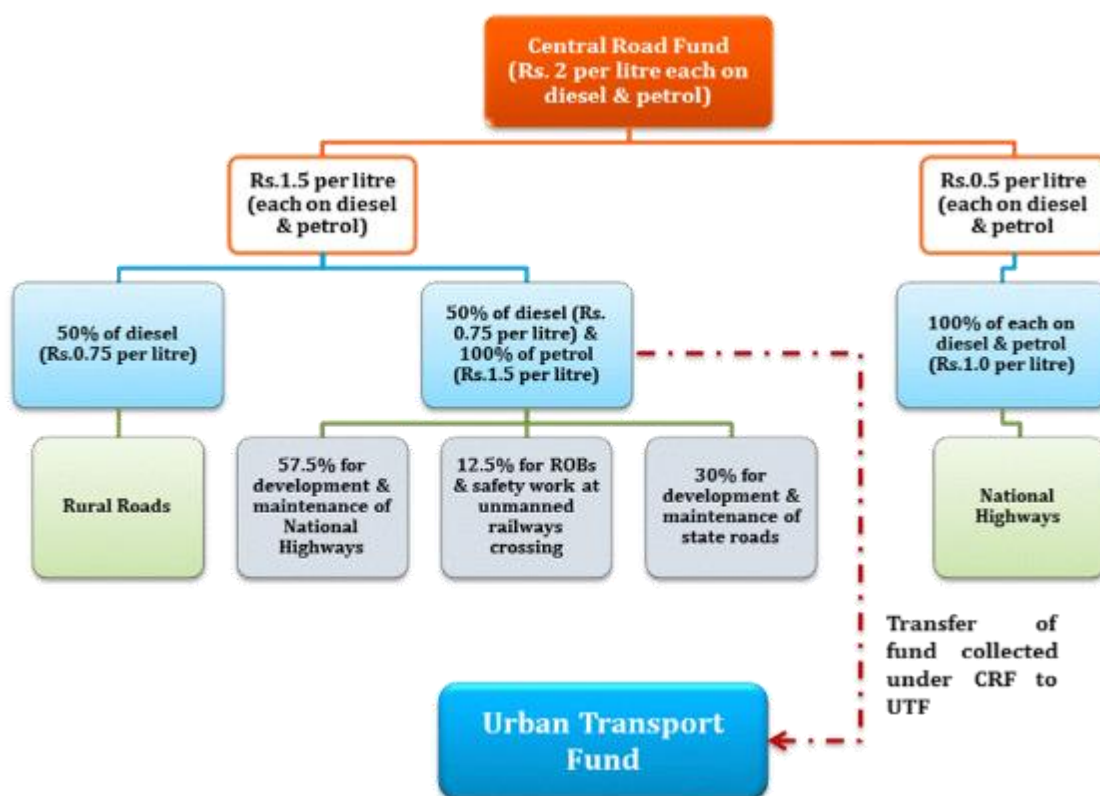 Central Road Fund
(Rs. 2 per litre each on
diesel & petrol)
Rs.1.5 per litre
(each on diesel
& petrol)
Rs.0.5 per litre
(each on diesel
& petrol
50% of diesel
(Rs.0.75 per litre)
50% of diesel (Rs.
0.75 per litre) &
100% of petrol
(Rs.1.5 per litre)
100% of each on
diesel & petrol
(Rs.1.0 per litre)
Rural Roads
57.5% for
development &
maintenance of
National
Highways
12.5% for ROBs
& safety work at
unmanned
railways
crossing
30% for
development &
maintenance of
state roads
National
Highways
Transfer of
fund collected
under CRF to
UTF
Urban Transport
Fund